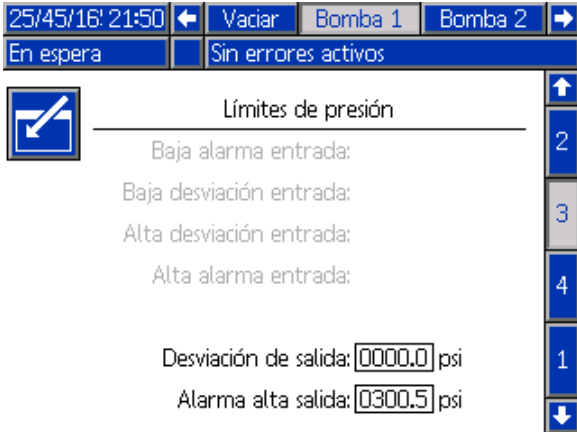 25/45/16 21:50 Vaciar Bomba 1 Bomba 2
En espera Sin errores activos
Límites de presión
Baja alarma entrada:
Baja desviación entrada:
Alta desviación entrada:
Alta alarma entrada:
Desviación de salida: 0000.0 psi
Alarma alta salida: 0300.5 psi
2
3
4
1